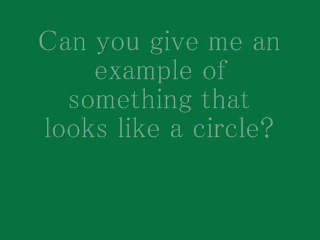 Can you give me an
example of
something that
looks like a circle?